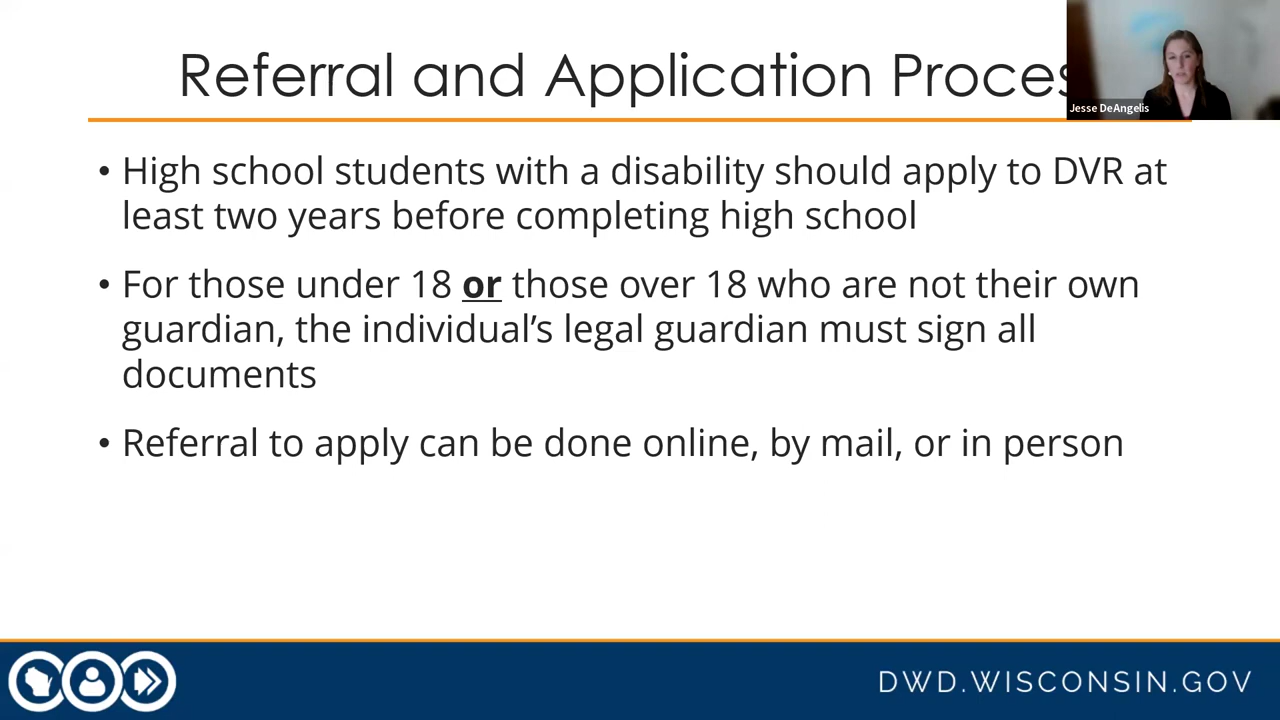 Referral and Application Proces
Jesse DeAngelis
• High school students with a disability should apply to DVR at
least two years before completing high school
• For those under 18 or those over 18 who are not their own
guardian, the individual’s legal guardian must sign all
documents
• Referral to apply can be done online, by mail, or in person
DWD.WISCONSIN.GOV